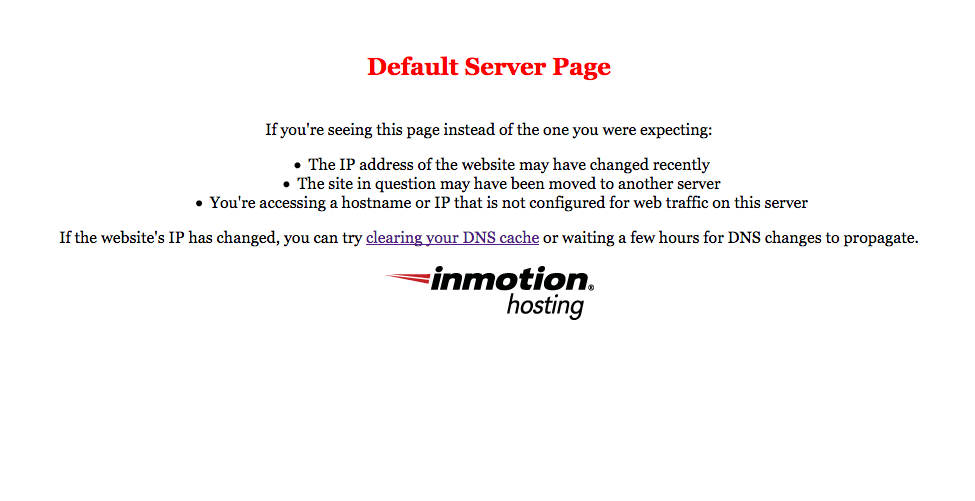 Default Server Page
If you're seeing this page instead of the one you were expecting:
• The IP address of the website may have changed recently
• The site in question may have been moved to another server
• You're accessing a hostname or IP that is not configured for web traffic on this server
If the website's IP has changed, you can try clearing your DNS cache or waiting a few hours for DNS changes to propagate.
inmotion®
hosting